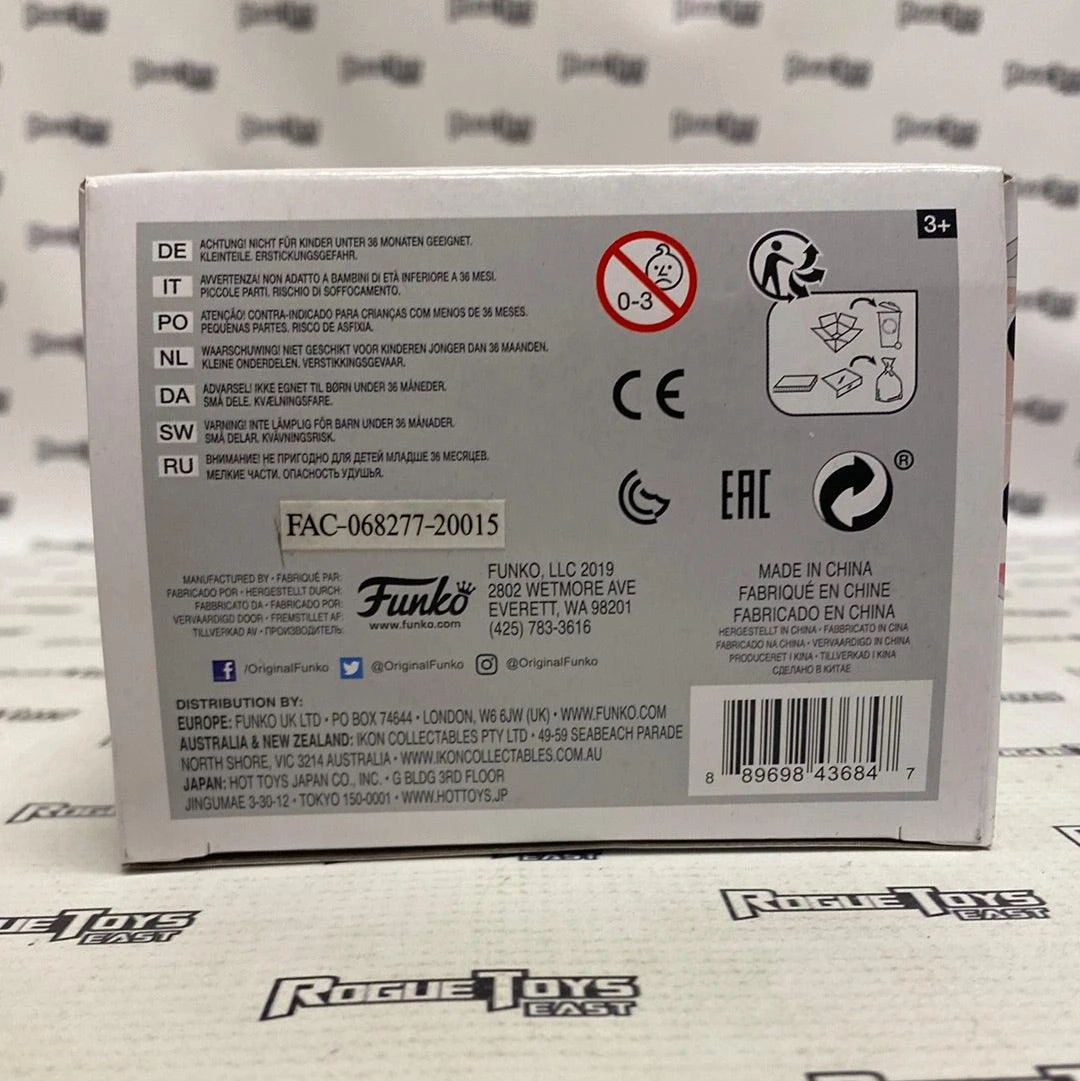 3+
DE
ACHTUNG! NICHT FÜR KINDER UNTER 36 MONATEN GEEIGNET.
KLEINTEILE. ERSTICKUNGSGEFAHR.
IT
AVVERTENZA! NON ADATTO A BAMBINI DI ETÀ INFERIORE A 36 MESI.
PICCOLE PARTI. RISCHIO DI SOFFOCAMENTO.
PO
ATENÇÃO! CONTRA-INDICADO PARA CRIANÇAS COM MENOS DE 36 MESES.
PEQUENAS PARTES. RISCO DE ASFIXIA.
NL
WAARSCHUWING! NIET GESCHIKT VOOR KINDEREN JONGER DAN 36 MAANDEN.
KLEINE ONDERDELEN. VERSTIKKINGSGEVAAR.
DA
ADVARSEL! IKKE EGNET TIL BØRN UNDER 36 MÅNEDER.
SMÅ DELE. KVÆLNINGSFARE.
SW
VARNING! INTE LÄMPLIG FÖR BARN UNDER 36 MÅNADER.
SMÅ DELAR. KVÄVNINGSRISK.
RU
ВНИМАНИЕ! НЕ ПРИГОДНО ДЛЯ ДЕТЕЙ МЛАДШЕ 36 МЕСЯЦЕВ.
МЕЛКИЕ ЧАСТИ. ОПАСНОСТЬ УДУШЬЯ.
0-3
CE
EAC
®
FAC-068277-20015
MANUFACTURED BY • FABRIQUÉ PAR:
FABRICADO POR • HERGESTELLT DURCH:
FABBRICATO DA • FABRICADO POR:
VERVAARDIGD DOOR • FREMSTILLET AF:
TILLVERKAD AV • ПРОИЗВОДИТЕЛЬ:
Funko
www.funko.com
FUNKO, LLC 2019
2802 WETMORE AVE
EVERETT, WA 98201
(425) 783-3616
MADE IN CHINA
FABRIQUÉ EN CHINE
FABRICADO EN CHINA
HERGESTELLT IN CHINA • FABBRICATO IN CINA
FABRICADO NA CHINA • VERVAARDIGD IN CHINA
PRODUCERET I KINA • TILLVERKAD I KINA
СДЕЛАНО В КИТАЕ
f /OriginalFunko @OriginalFunko @OriginalFunko
DISTRIBUTION BY:
EUROPE: FUNKO UK LTD • PO BOX 74644 • LONDON, W6 6JW (UK) • WWW.FUNKO.COM
AUSTRALIA & NEW ZEALAND: IKON COLLECTABLES PTY LTD • 49-59 SEABEACH PARADE
NORTH SHORE, VIC 3214 AUSTRALIA • WWW.IKONCOLLECTABLES.COM.AU
JAPAN: HOT TOYS JAPAN CO., INC. • G BLDG 3RD FLOOR
JINGUMAE 3-30-12 • TOKYO 150-0001 • WWW.HOTTOYS.JP
8 89698 43684 7
ROGUE TOYS
EAST
ROGUE TOYS
EAST
ROGUE TOYS
EAST